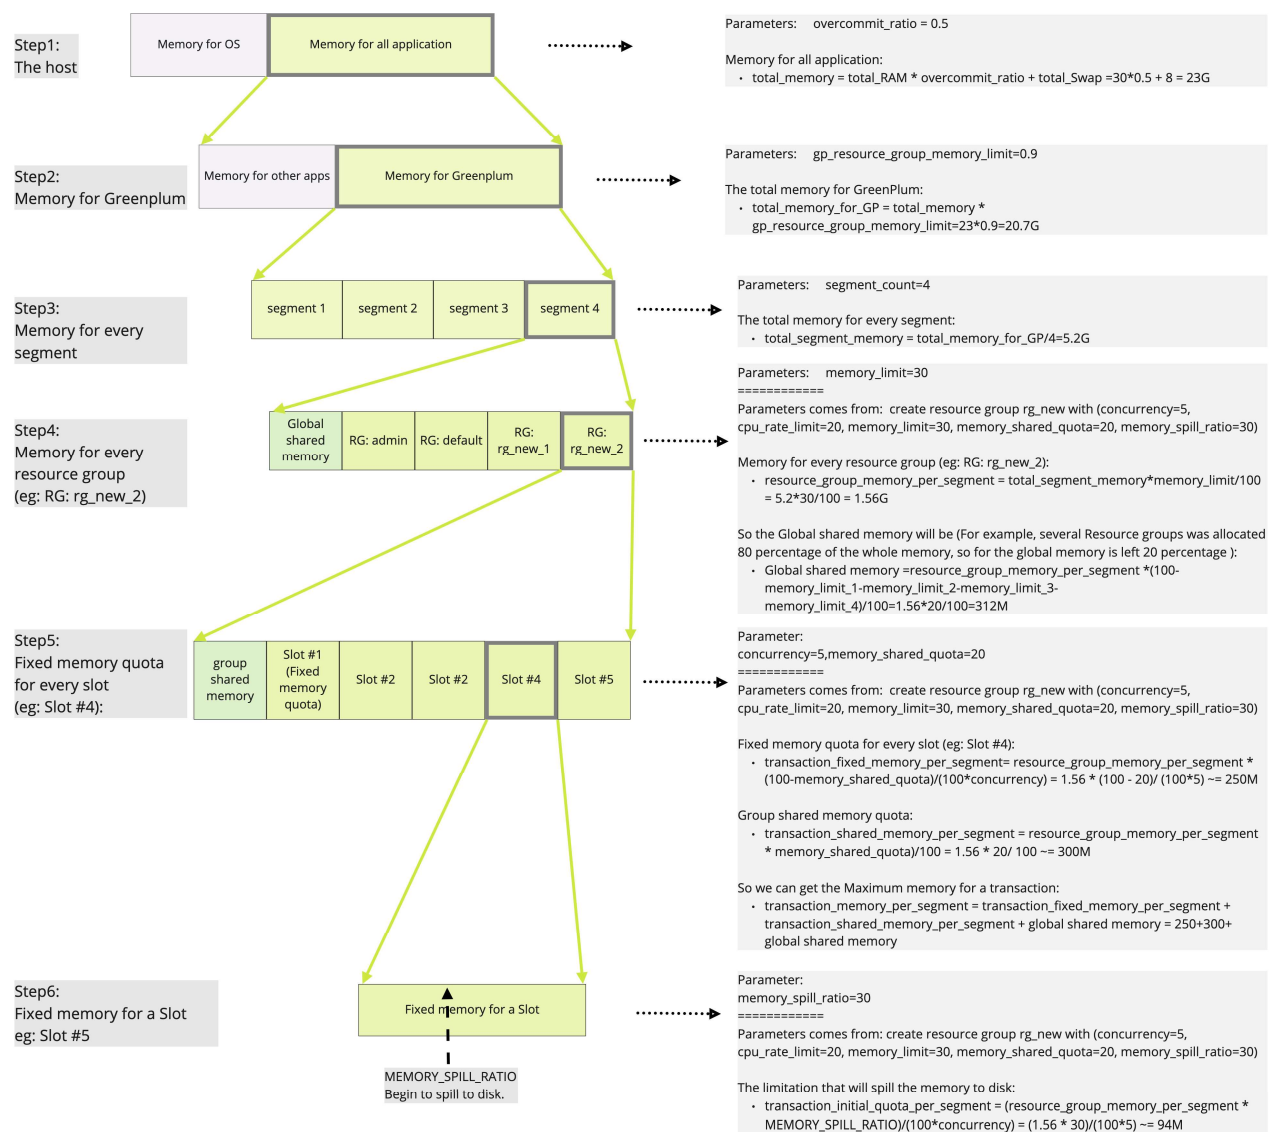 Step1:
The host
Memory for OS
Memory for all application
Parameters: overcommit_ratio = 0.5
Memory for all application:
• total_memory = total_RAM * overcommit_ratio + total_Swap =30*0.5 + 8 = 23G
Step2:
Memory for Greenplum
Memory for other apps
Memory for Greenplum
Parameters: gp_resource_group_memory_limit=0.9
The total memory for GreenPlum:
• total_memory_for_GP = total_memory *
gp_resource_group_memory_limit=23*0.9=20.7G
Step3:
Memory for every
segment
segment 1
segment 2
segment 3
segment 4
Parameters: segment_count=4
The total memory for every segment:
• total_segment_memory = total_memory_for_GP/4=5.2G
Step4:
Memory for every
resource group
(eg: RG: rg_new_2)
Global
shared
memory
RG: admin
RG: default
RG:
rg_new_1
RG:
rg_new_2
Parameters: memory_limit=30
============
Parameters comes from: create resource group rg_new with (concurrency=5,
cpu_rate_limit=20, memory_limit=30, memory_shared_quota=20, memory_spill_ratio=30)
Memory for every resource group (eg: RG: rg_new_2):
• resource_group_memory_per_segment = total_segment_memory*memory_limit/100
= 5.2*30/100 = 1.56G
So the Global shared memory will be (For example, several Resource groups was allocated
80 percentage of the whole memory, so for the global memory is left 20 percentage ):
• Global shared memory =resource_group_memory_per_segment *(100-
memory_limit_1-memory_limit_2-memory_limit_3-
memory_limit_4)/100=1.56*20/100=312M
Step5:
Fixed memory quota
for every slot
(eg: Slot #4):
group
shared
memory
Slot #1
(Fixed
memory
quota)
Slot #2
Slot #2
Slot #4
Slot #5
Parameter:
concurrency=5,memory_shared_quota=20
============
Parameters comes from: create resource group rg_new with (concurrency=5,
cpu_rate_limit=20, memory_limit=30, memory_shared_quota=20, memory_spill_ratio=30)
Fixed memory quota for every slot (eg: Slot #4):
• transaction_fixed_memory_per_segment= resource_group_memory_per_segment *
(100-memory_shared_quota)/(100*concurrency) = 1.56 * (100 - 20)/ (100*5) ~= 250M
Group shared memory quota:
• transaction_shared_memory_per_segment = resource_group_memory_per_segment
* memory_shared_quota)/100 = 1.56 * 20/ 100 ~= 300M
So we can get the Maximum memory for a transaction:
• transaction_memory_per_segment = transaction_fixed_memory_per_segment +
transaction_shared_memory_per_segment + global shared memory = 250+300+
global shared memory
Step6:
Fixed memory for a Slot
eg: Slot #5
Fixed memory for a Slot
MEMORY_SPILL_RATIO
Begin to spill to disk.
Parameter:
memory_spill_ratio=30
============
Parameters comes from: create resource group rg_new with (concurrency=5,
cpu_rate_limit=20, memory_limit=30, memory_shared_quota=20, memory_spill_ratio=30)
The limitation that will spill the memory to disk:
• transaction_initial_quota_per_segment = (resource_group_memory_per_segment *
MEMORY_SPILL_RATIO)/(100*concurrency) = (1.56 * 30)/(100*5) ~= 94M